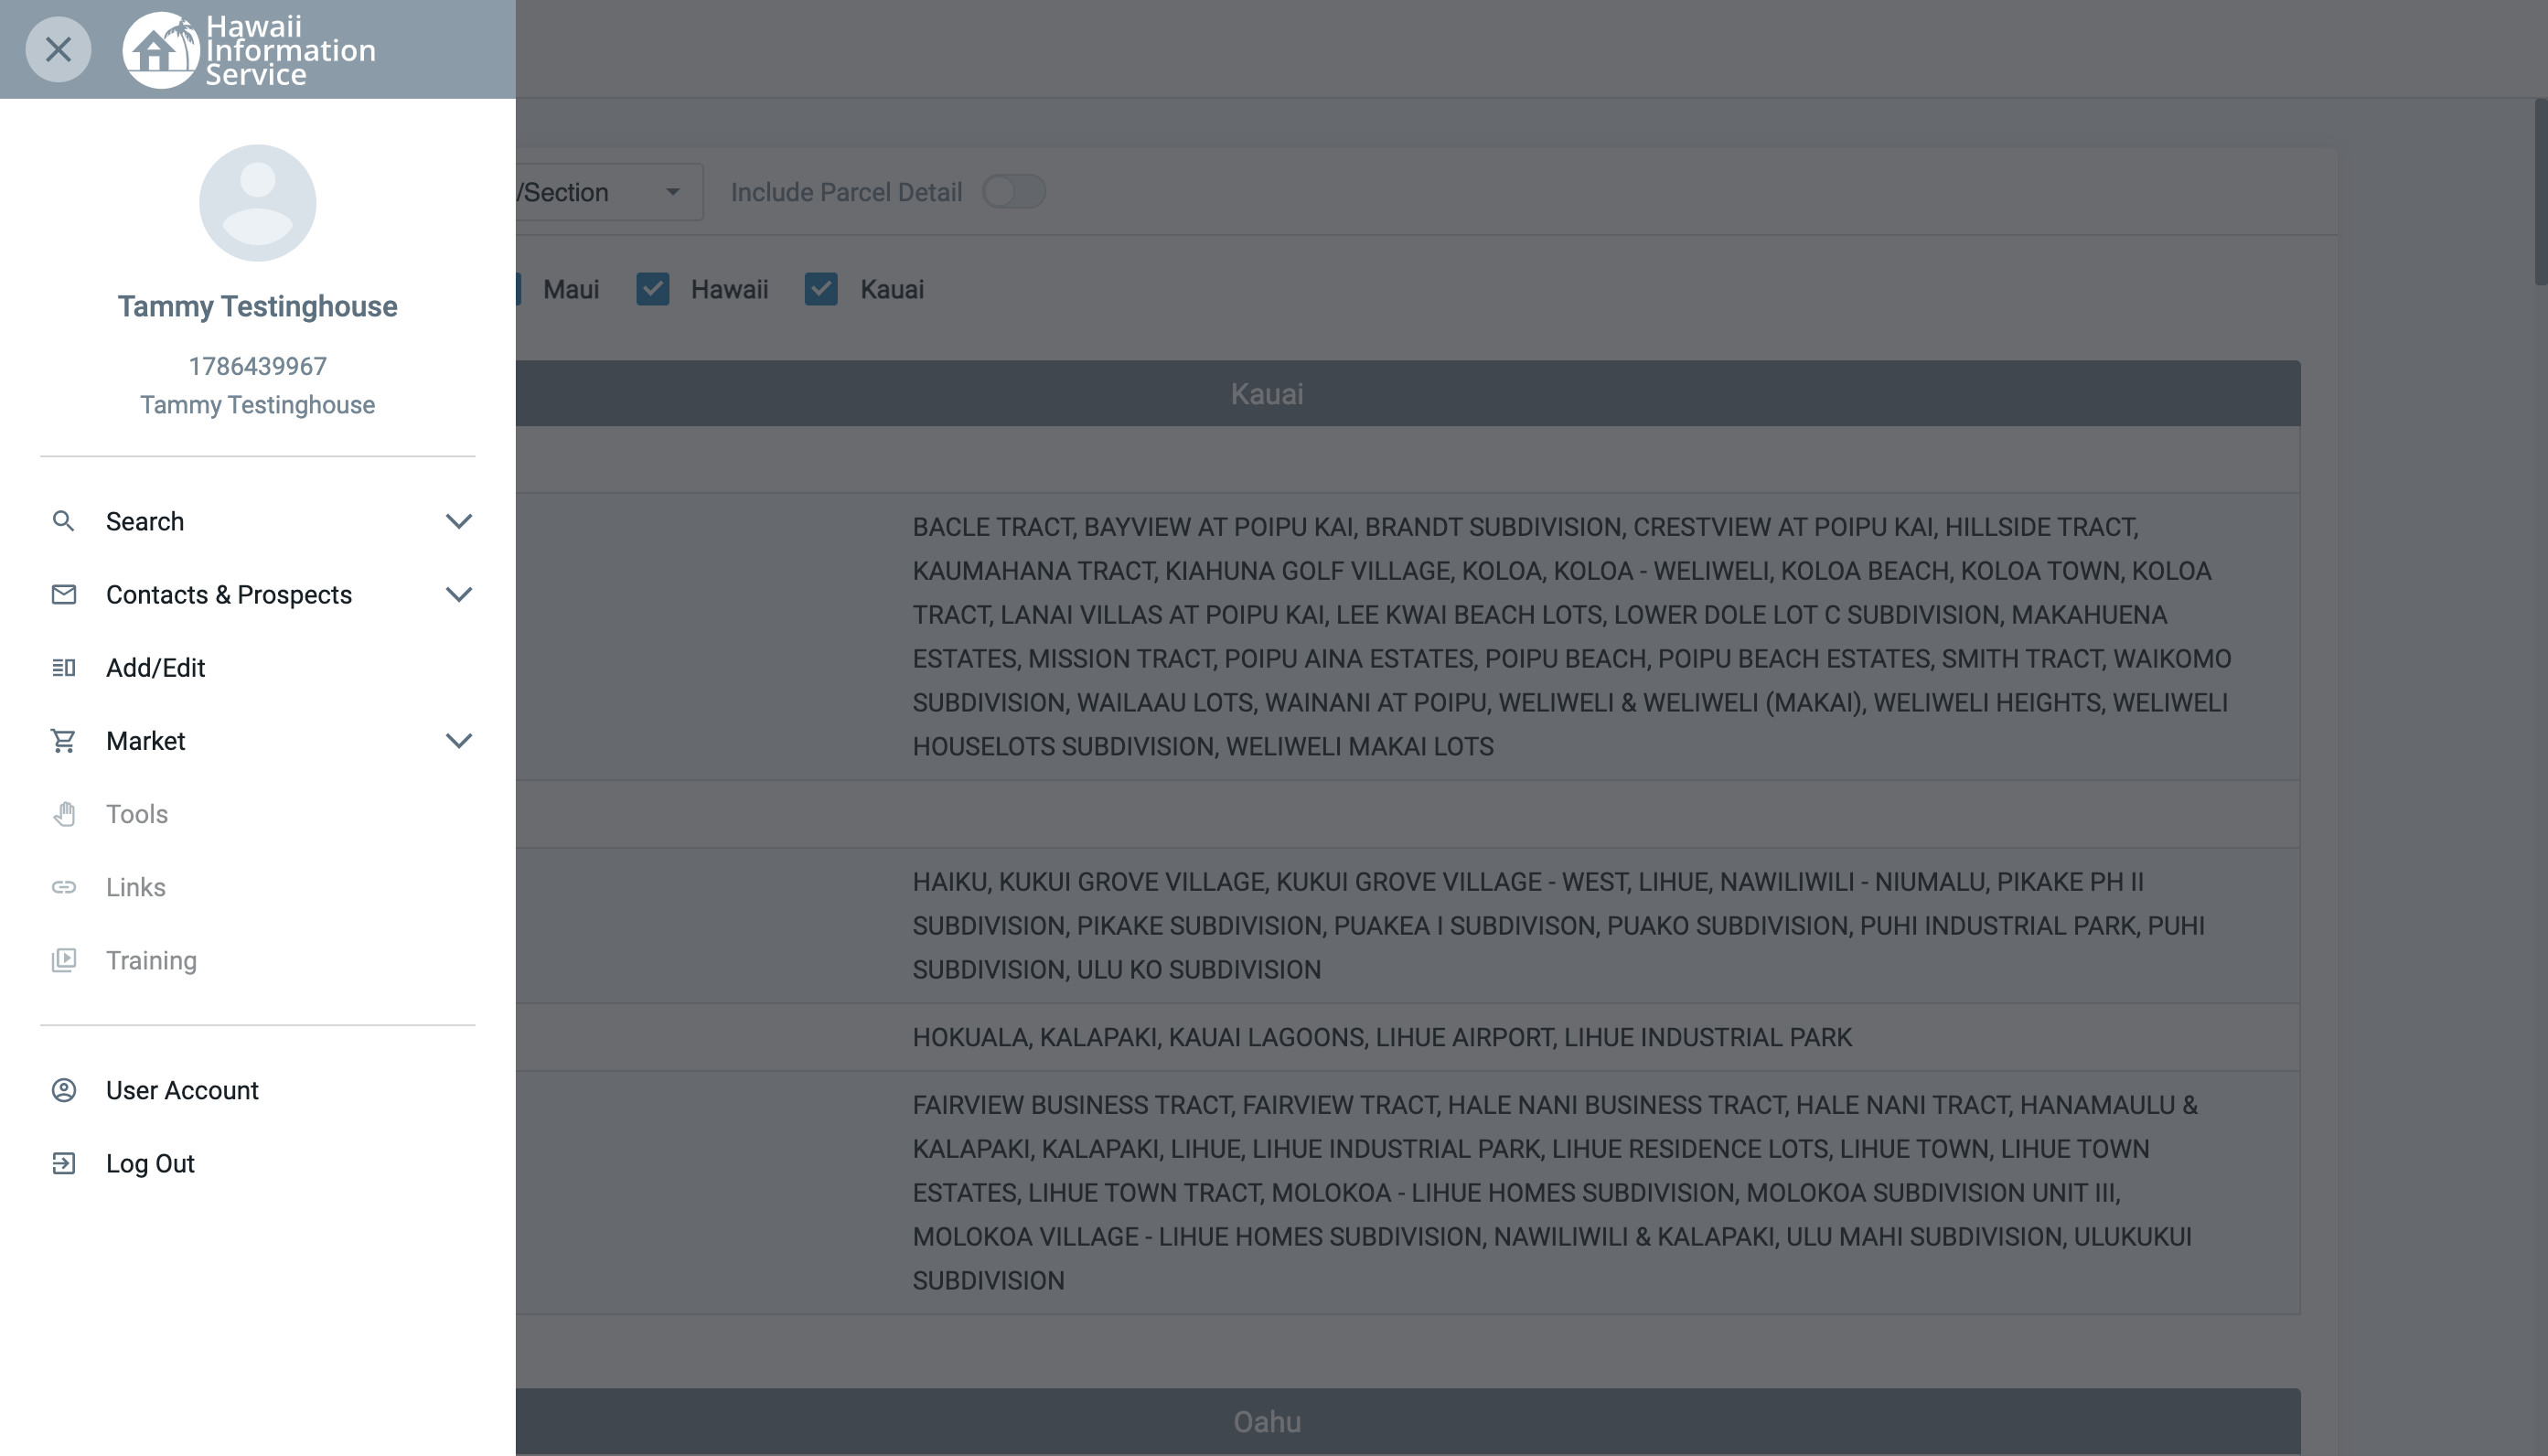 Hawaii
Information
Service
Tammy Testinghouse
1786439967
Tammy Testinghouse
Search
Contacts & Prospects
Add/Edit
Market
Tools
Links
Training
User Account
Log Out
/Section
Include Parcel Detail
Maui Hawaii Kauai
Kauai
BACLE TRACT, BAYVIEW AT POIPU KAI, BRANDT SUBDIVISION, CRESTVIEW AT POIPU KAI, HILLSIDE TRACT,
KAUMAHANA TRACT, KIAHUNA GOLF VILLAGE, KOLOA, KOLOA - WELIWELI, KOLOA BEACH, KOLOA TOWN, KOLOA
TRACT, LANAI VILLAS AT POIPU KAI, LEE KWAI BEACH LOTS, LOWER DOLE LOT C SUBDIVISION, MAKAHUENA
ESTATES, MISSION TRACT, POIPU AINA ESTATES, POIPU BEACH, POIPU BEACH ESTATES, SMITH TRACT, WAIKOMO
SUBDIVISION, WAILAAU LOTS, WAINANI AT POIPU, WELIWELI & WELIWELI (MAKAI), WELIWELI HEIGHTS, WELIWELI
HOUSELOTS SUBDIVISION, WELIWELI MAKAI LOTS
HAIKU, KUKUI GROVE VILLAGE, KUKUI GROVE VILLAGE - WEST, LIHUE, NAWILIWILI - NIUMALU, PIKAKE PH II
SUBDIVISION, PIKAKE SUBDIVISION, PUAKEA I SUBDIVISON, PUAKO SUBDIVISION, PUHI INDUSTRIAL PARK, PUHI
SUBDIVISION, ULU KO SUBDIVISION
HOKUALA, KALAPAKI, KAUAI LAGOONS, LIHUE AIRPORT, LIHUE INDUSTRIAL PARK
FAIRVIEW BUSINESS TRACT, FAIRVIEW TRACT, HALE NANI BUSINESS TRACT, HALE NANI TRACT, HANAMAULU &
KALAPAKI, KALAPAKI, LIHUE, LIHUE INDUSTRIAL PARK, LIHUE RESIDENCE LOTS, LIHUE TOWN, LIHUE TOWN
ESTATES, LIHUE TOWN TRACT, MOLOKOA - LIHUE HOMES SUBDIVISION, MOLOKOA SUBDIVISION UNIT III,
MOLOKOA VILLAGE - LIHUE HOMES SUBDIVISION, NAWILIWILI & KALAPAKI, ULU MAHI SUBDIVISION, ULUKUKUI
SUBDIVISION
Oahu